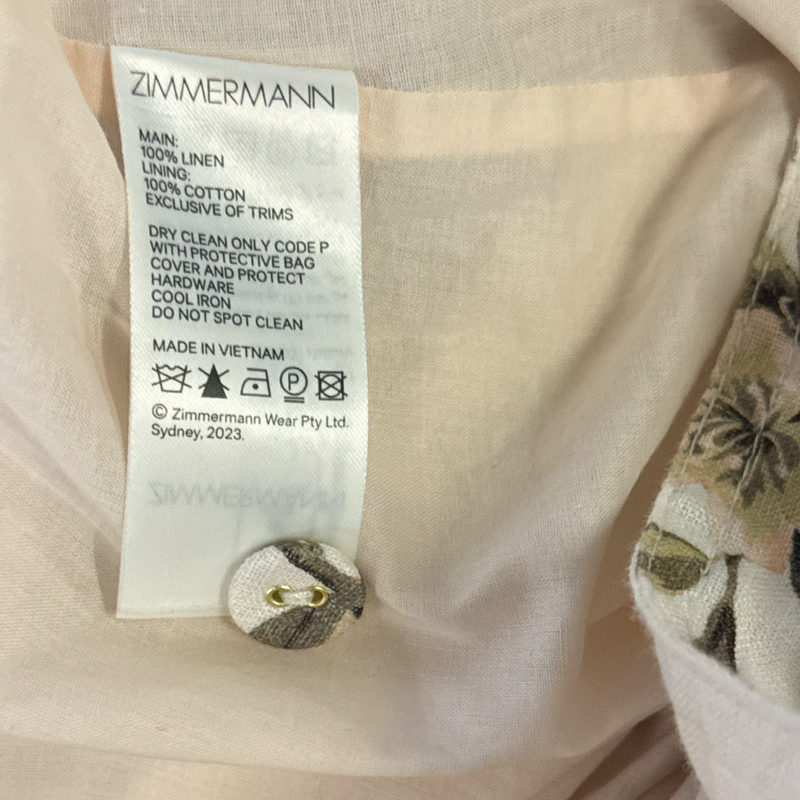 ZIMMERMANN
MAIN:
100% LINEN
LINING:
100% COTTON
EXCLUSIVE OF TRIMS
DRY CLEAN ONLY CODE P
WITH PROTECTIVE BAG
COVER AND PROTECT
HARDWARE
COOL IRON
DO NOT SPOT CLEAN
MADE IN VIETNAM
P
© Zimmermann Wear Pty Ltd.
Sydney, 2023.
ZIMMERMANN